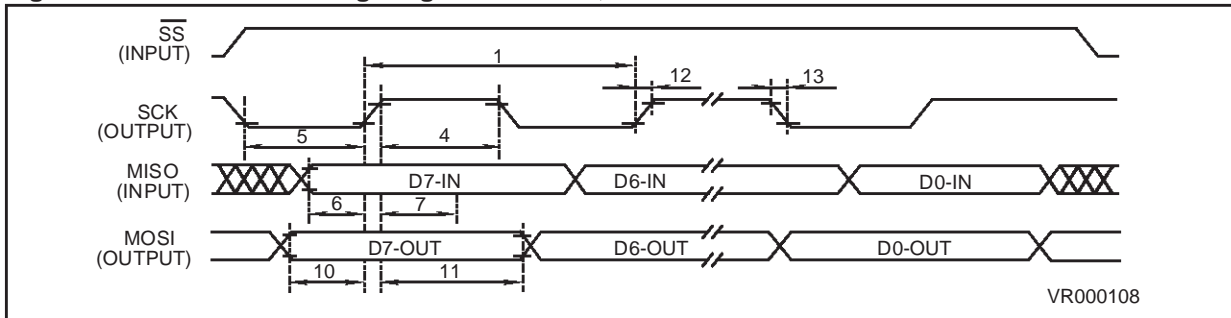 SS
(INPUT)
1
12
13
SCK
(OUTPUT)
5
4
MISO
(INPUT)
D7-IN
D6-IN
D0-IN
6
7
MOSI
(OUTPUT)
D7-OUT
D6-OUT
D0-OUT
10
11
VR000108